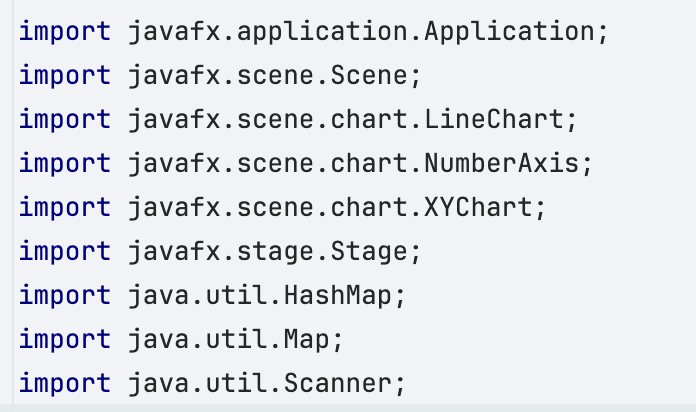 import javafx.application.Application;
import javafx.scene.Scene;
import javafx.scene.chart.LineChart;
import javafx.scene.chart.NumberAxis;
import javafx.scene.chart.XYChart;
import javafx.stage.Stage;
import java.util.HashMap;
import java.util.Map;
import java.util.Scanner;